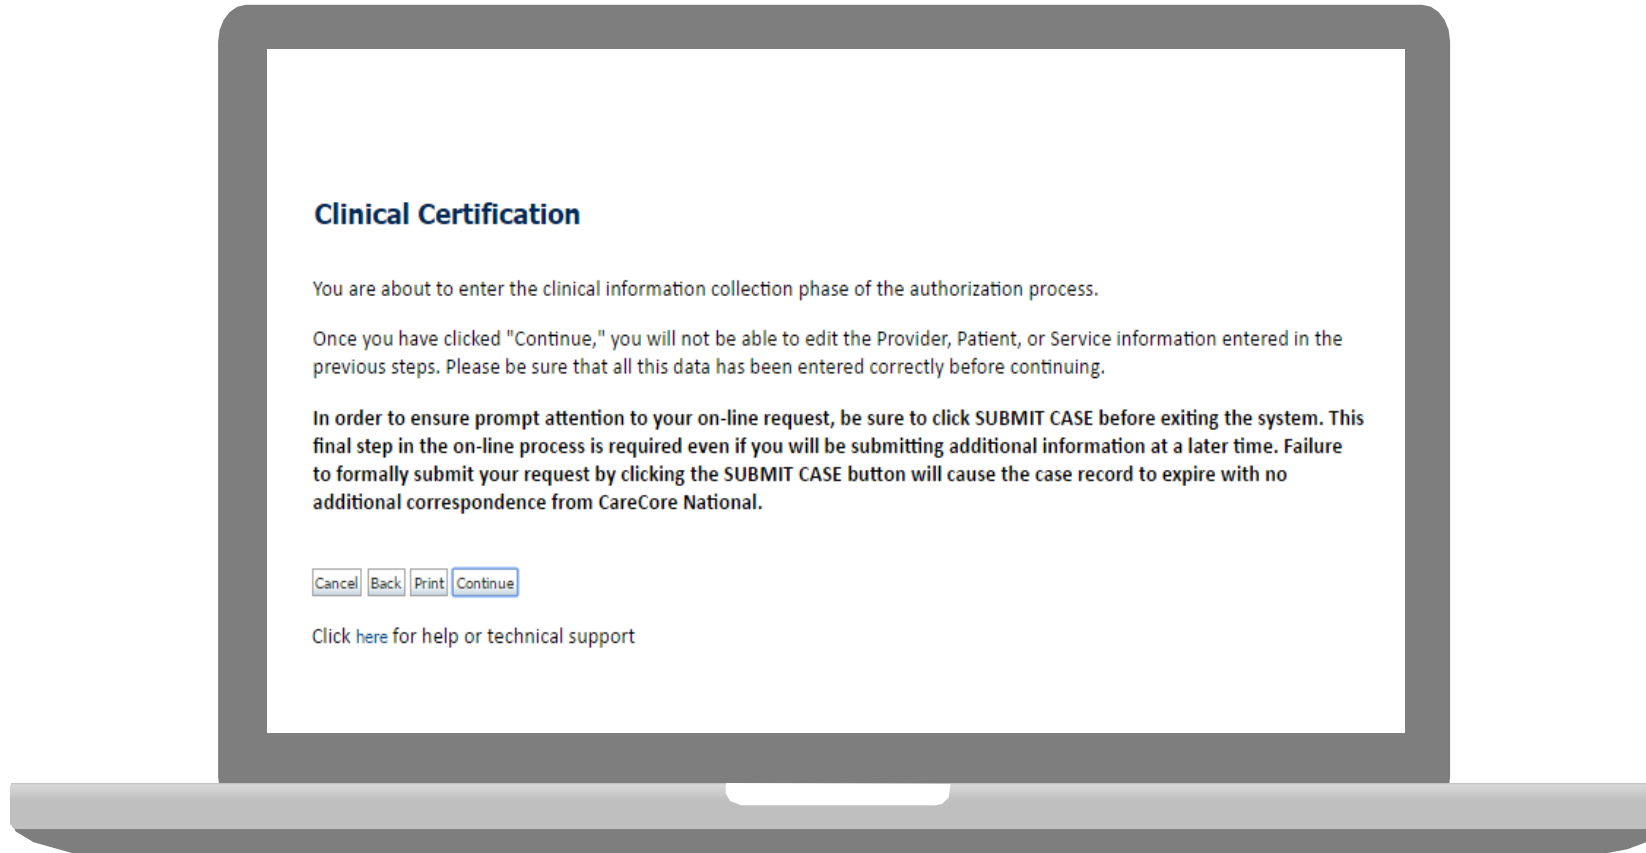 Clinical Certification
You are about to enter the clinical information collection phase of the authorization process.
Once you have clicked "Continue," you will not be able to edit the Provider, Patient, or Service information entered in the
previous steps. Please be sure that all this data has been entered correctly before continuing.
In order to ensure prompt attention to your on-line request, be sure to click SUBMIT CASE before exiting the system. This
final step in the on-line process is required even if you will be submitting additional information at a later time. Failure
to formally submit your request by clicking the SUBMIT CASE button will cause the case record to expire with no
additional correspondence from CareCore National.
Cancel Back Print Continue
Click here for help or technical support